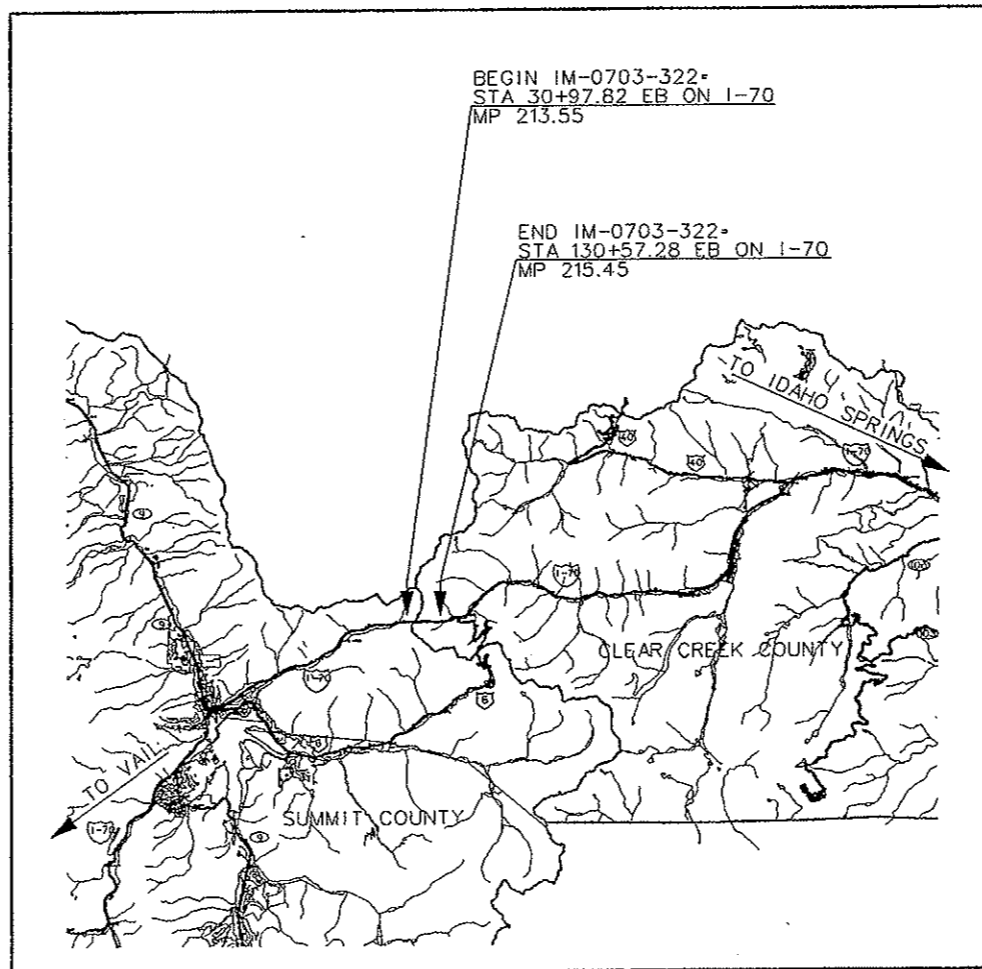 BEGIN IM-0703-322=
STA 30+97.82 EB ON I-70
MP 213.55
END IM-0703-322=
STA 130+57.28 EB ON I-70
MP 215.45
TO IDAHO SPRINGS
40
40
I-70
9
I-70
9
CLEAR CREEK COUNTY
I-70
6
6
TO VAIL
I-70
SUMMIT COUNTY
9